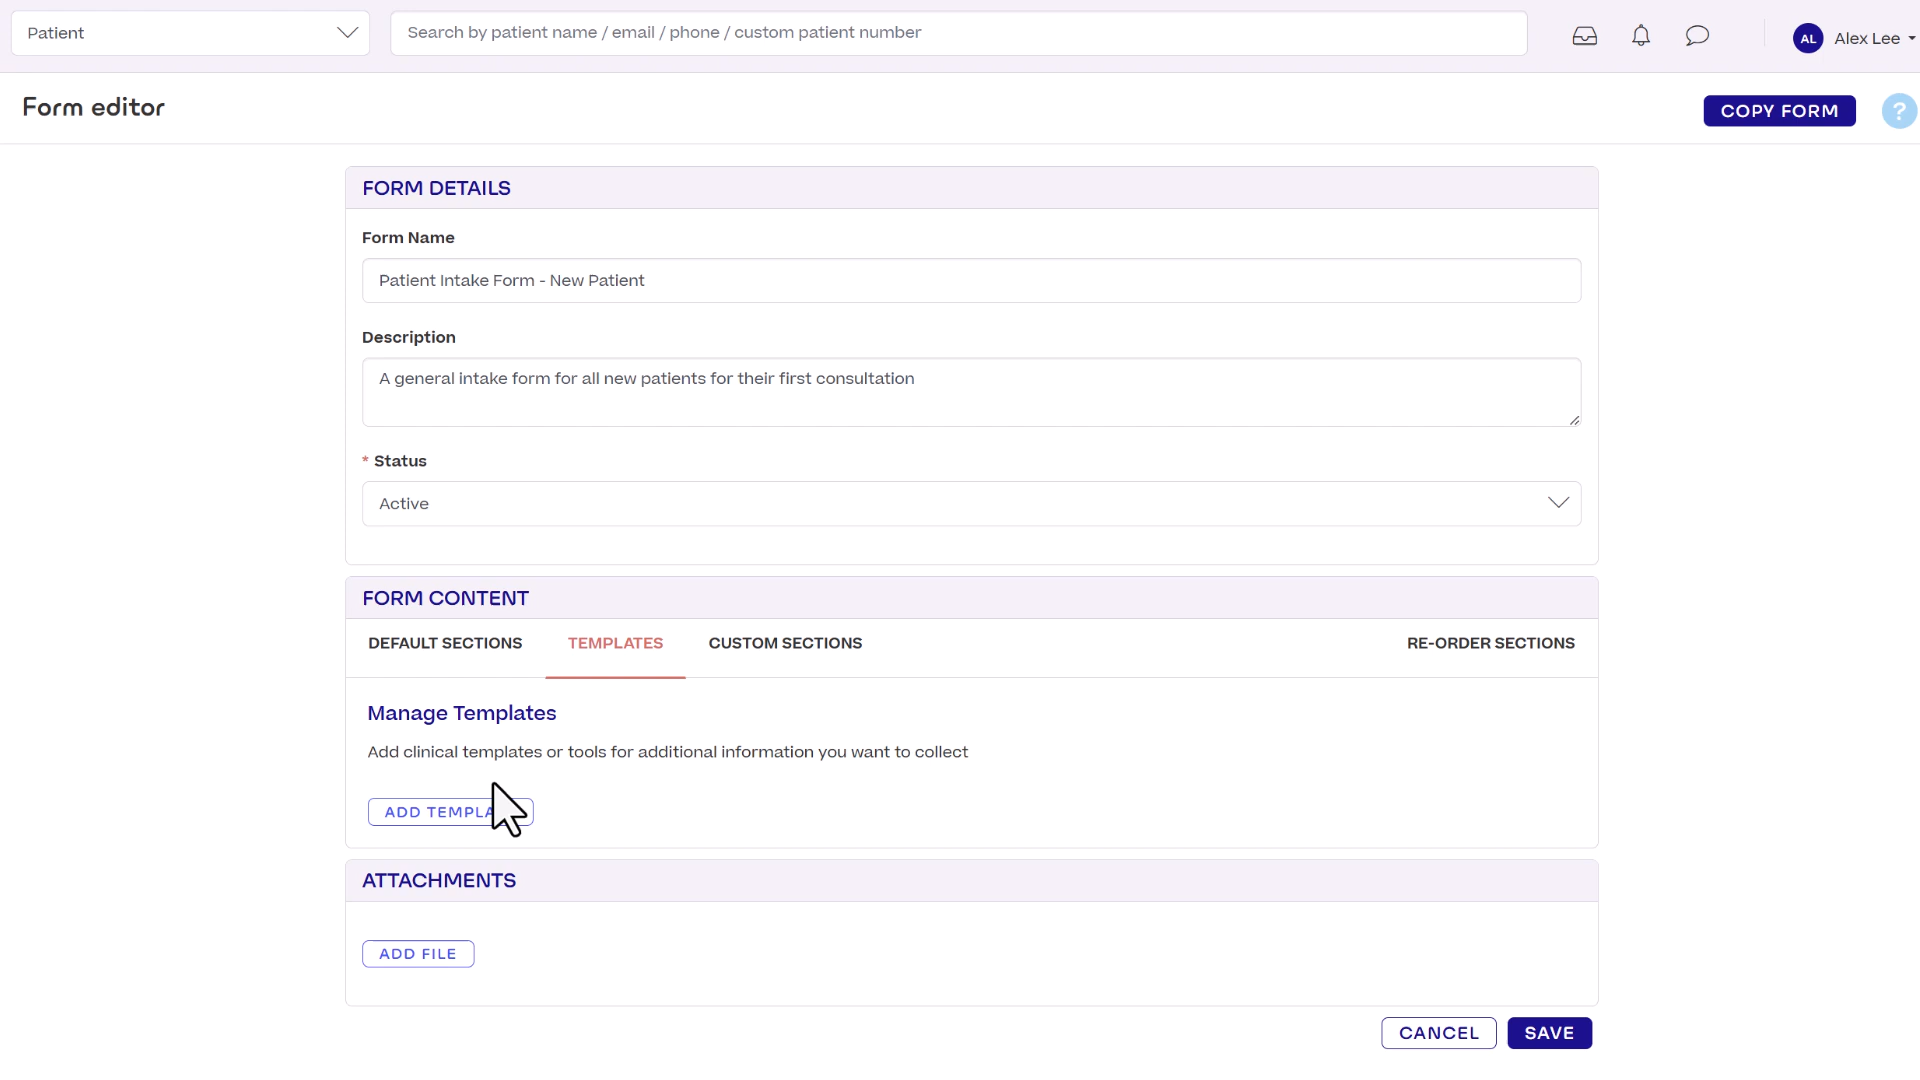 Patient
Search by patient name / email / phone / custom patient number
AL
Alex Lee
Form editor
COPY FORM
?
FORM DETAILS
Form Name
Patient Intake Form - New Patient
Description
A general intake form for all new patients for their first consultation
* Status
Active
FORM CONTENT
DEFAULT SECTIONS
TEMPLATES
CUSTOM SECTIONS
RE-ORDER SECTIONS
Manage Templates
Add clinical templates or tools for additional information you want to collect
ADD
ATTACHMENTS
ADD FILE
CANCEL
SAVE